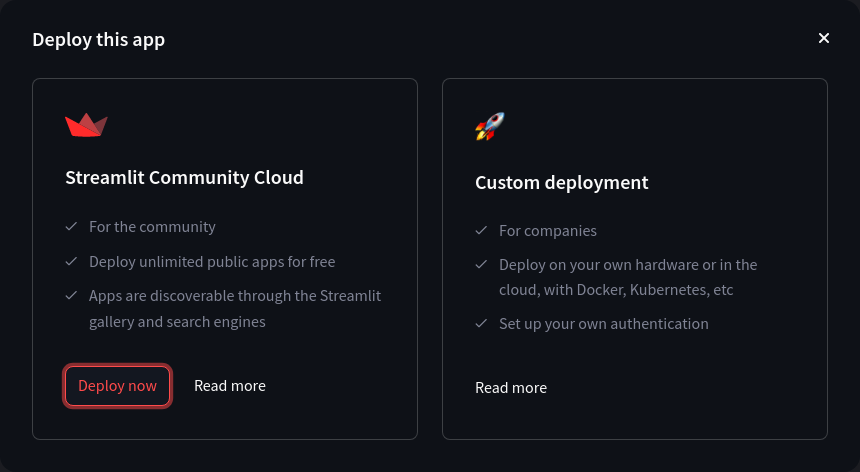 Deploy this app
Streamlit Community Cloud
For the community
Deploy unlimited public apps for free
Apps are discoverable through the Streamlit
gallery and search engines
Deploy now
Read more
Custom deployment
For companies
Deploy on your own hardware or in the
cloud, with Docker, Kubernetes, etc
Set up your own authentication
Read more